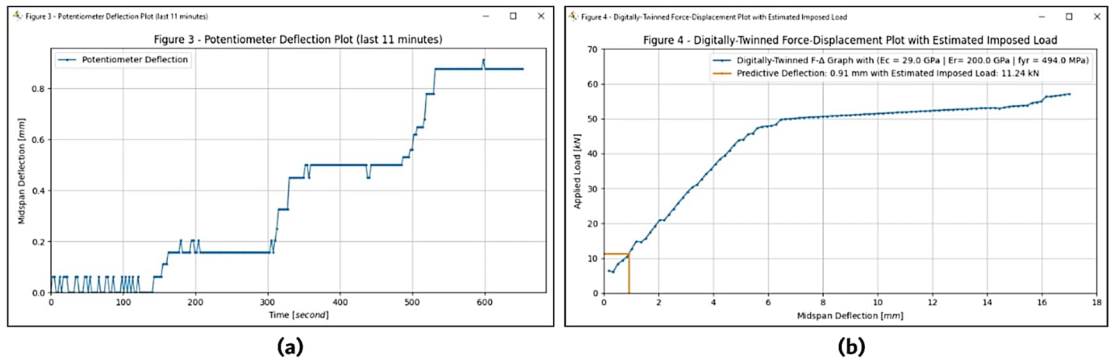 Figure 3 - Potentiometer Deflection Plot (last 11 minutes)
Figure 3 - Potentiometer Deflection Plot (last 11 minutes)
Potentiometer Deflection
Midspan Deflection [mm]
0.8
0.6
0.4
0.2
0.0
0 100 200 300 400 500 600
Time [second]
(a)
Figure 4 - Digitally-Twinned Force-Displacement Plot with Estimated Imposed Load
Figure 4 - Digitally-Twinned Force-Displacement Plot with Estimated Imposed Load
Digitally-Twinned F-Δ Graph with (Ec = 29.0 GPa | Er= 200.0 GPa | fyr = 494.0 MPa)
Predictive Deflection: 0.91 mm with Estimated Imposed Load: 11.24 kN
Applied Load [kN]
70
60
50
40
30
20
10
0
0 2 4 6 8 10 12 14 16 18
Midspan Deflection [mm]
(b)